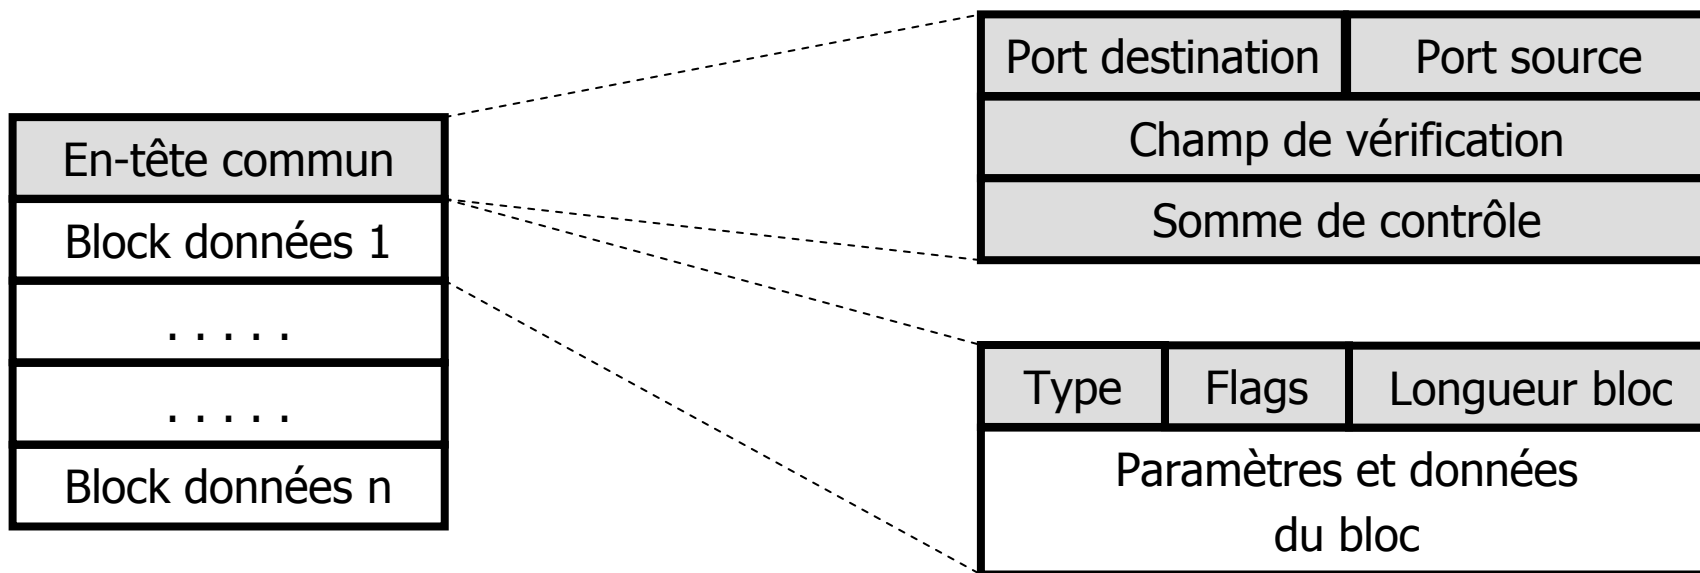 En-tête commun
Block données 1
. . . . .
. . . . .
Block données n
Port destination
Port source
Champ de vérification
Somme de contrôle
Type
Flags
Longueur bloc
Paramètres et données
du bloc